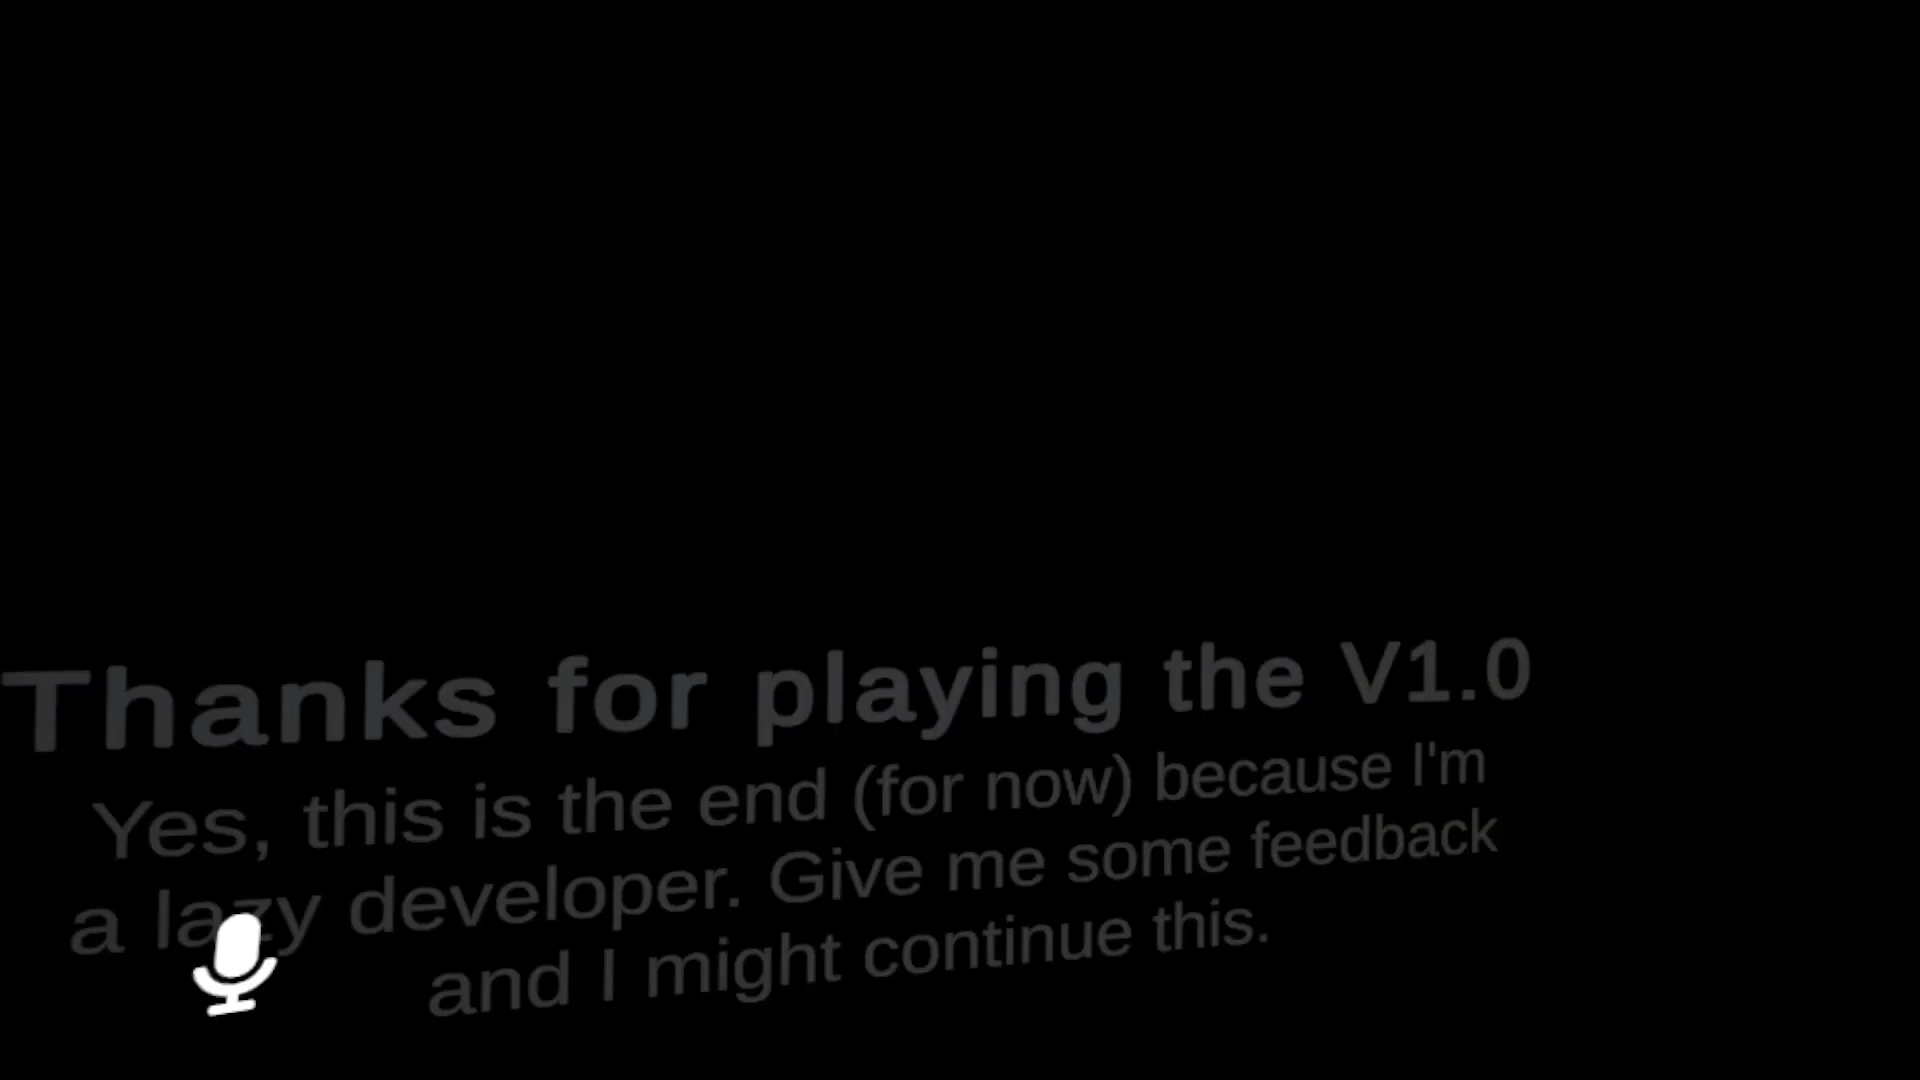 Thanks for playing the V1.0
Yes, this is the end (for now) because I'm
a lazy developer. Give me some feedback
and I might continue this.